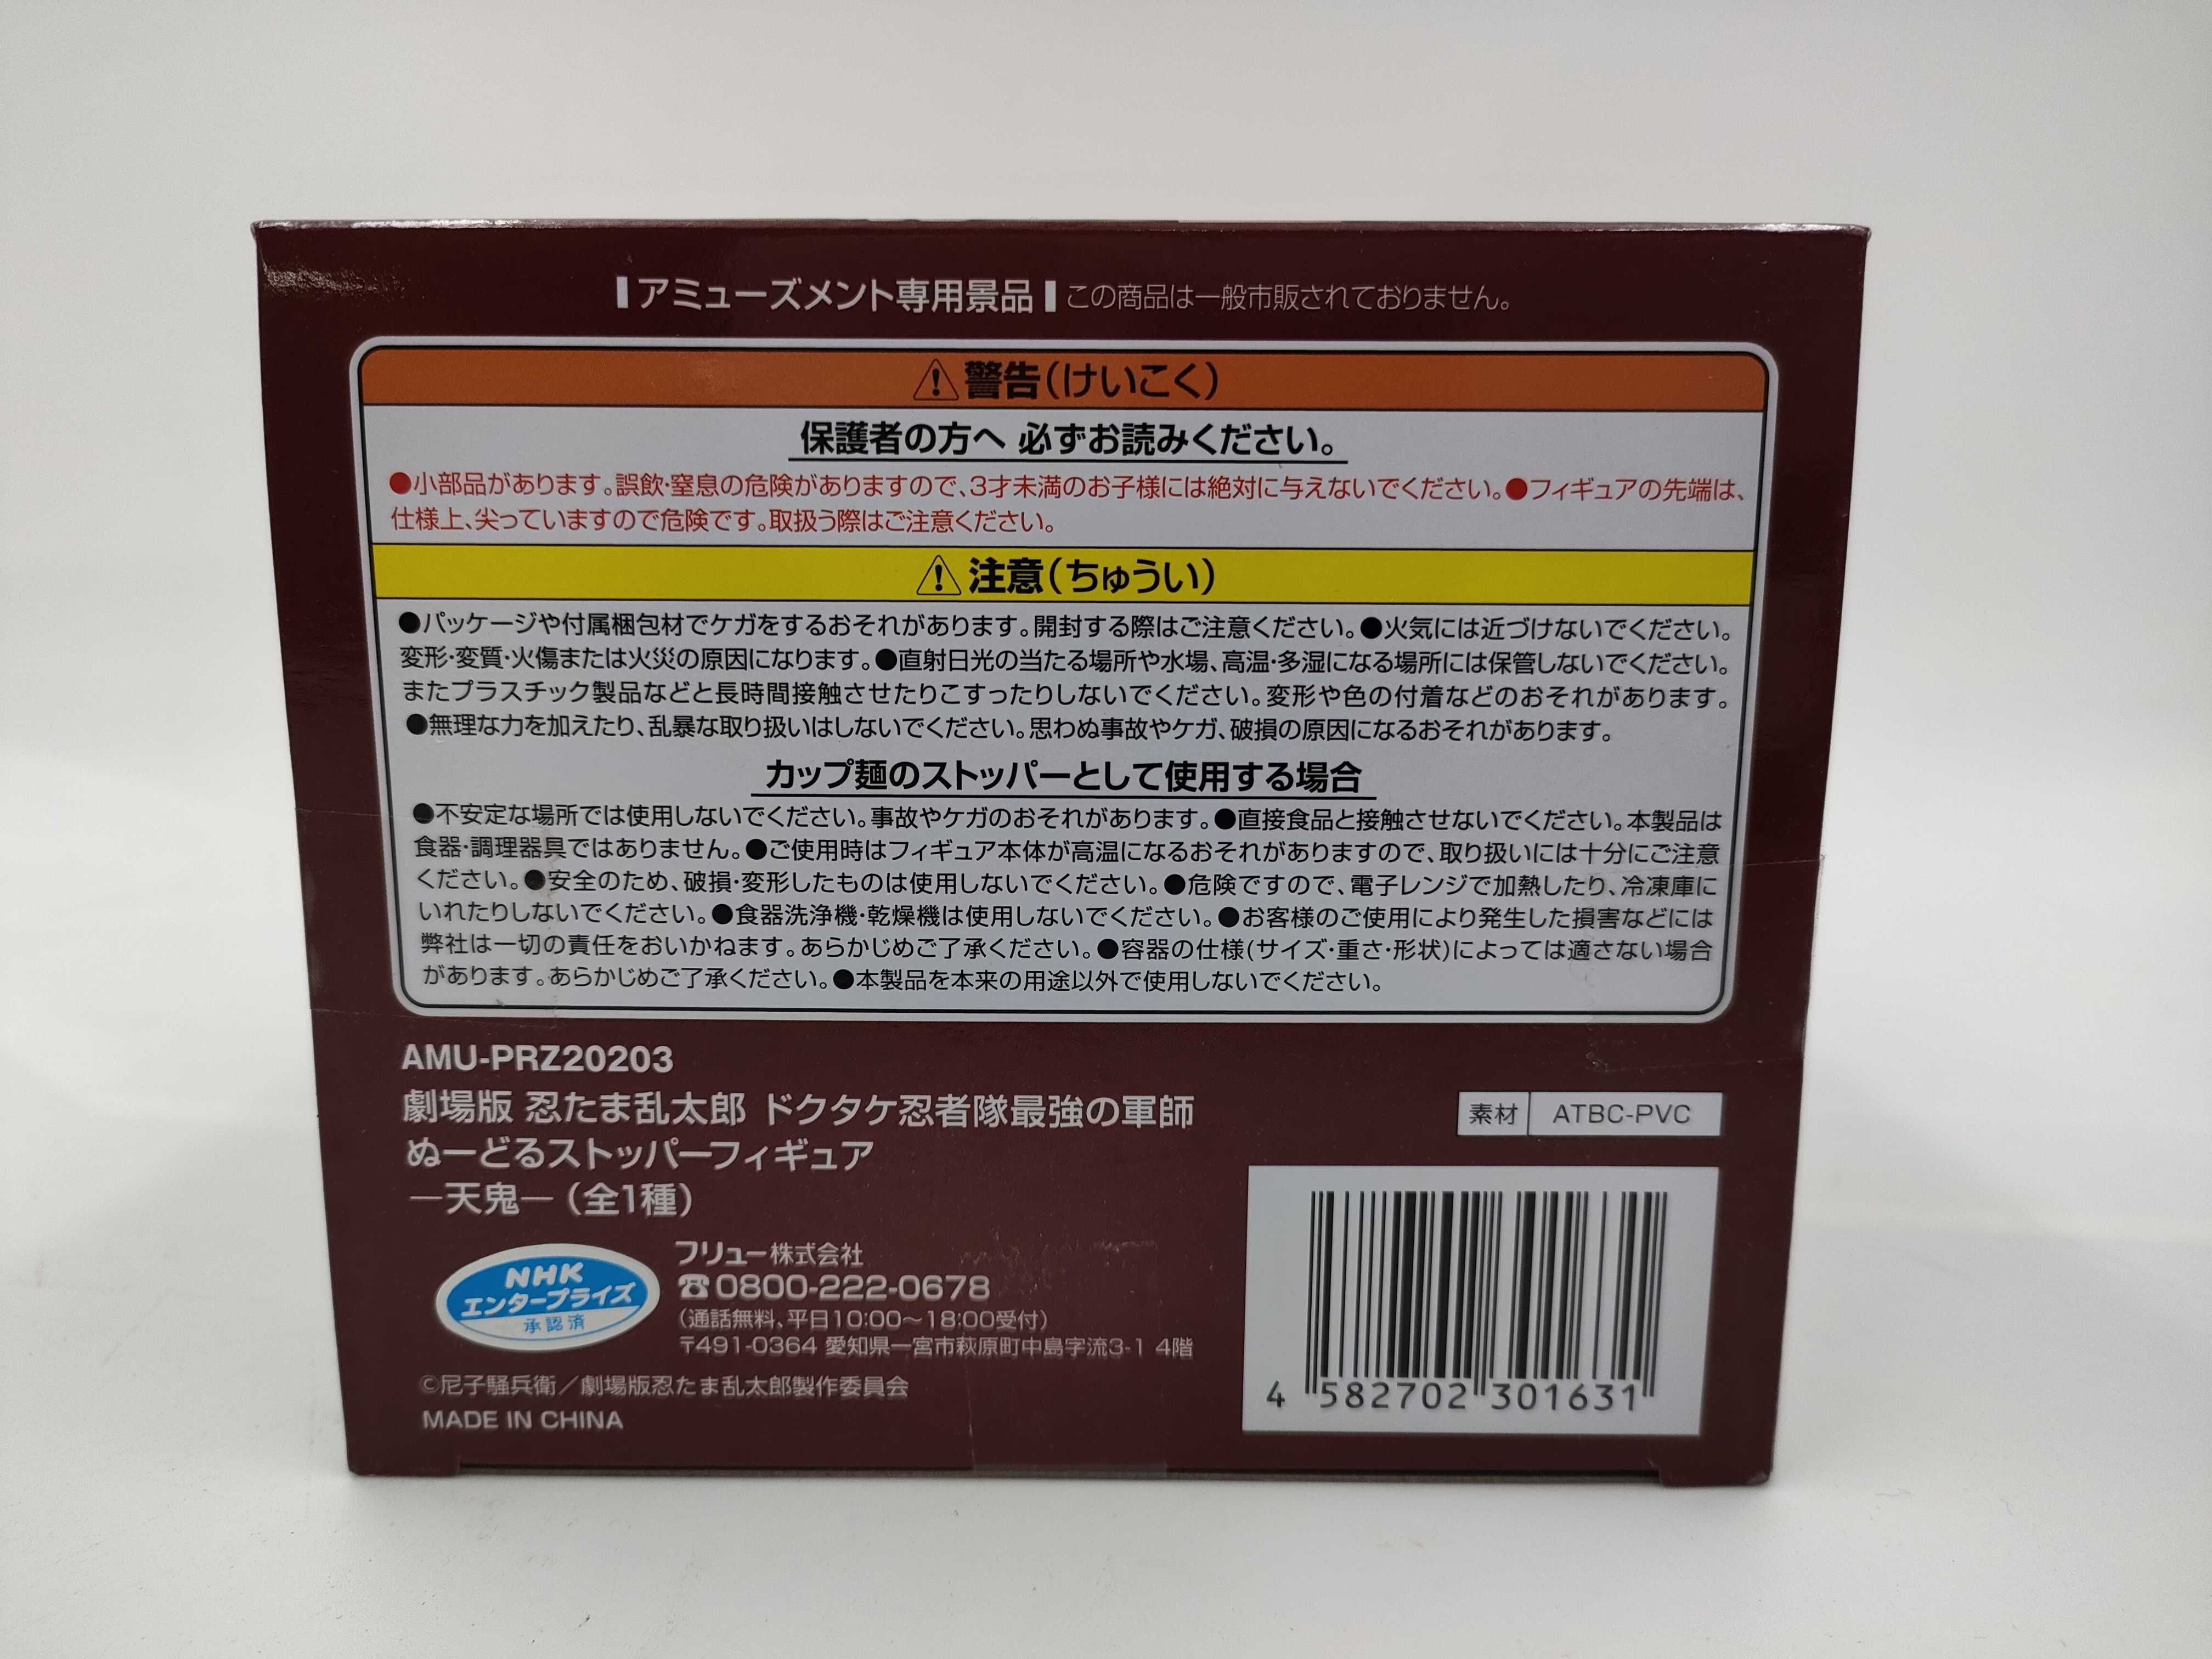 アミューズメント専用景品 この商品は一般市販されておりません。
⚠警告(けいこく)
保護者の方へ 必ずお読みください。
●小部品があります。誤飲・窒息の危険がありますので、3才未満のお子様には絶対に与えないでください。●フィギュアの先端は、
仕様上、尖っていますので危険です。取扱う際はご注意ください。
⚠注意(ちゅうい)
●パッケージや付属梱包材でケガをするおそれがあります。開封する際はご注意ください。●火気には近づけないでください。
変形・変質・火傷または火災の原因になります。●直射日光の当たる場所や水場、高温・多湿になる場所には保管しないでください。
またプラスチック製品などと長時間接触させたりこすったりしないでください。変形や色の付着などのおそれがあります。
●無理な力を加えたり、乱暴な取り扱いはしないでください。思わぬ事故やケガ、破損の原因になるおそれがあります。
カップ麺のストッパーとして使用する場合
●不安定な場所では使用しないでください。事故やケガのおそれがあります。●直接食品と接触させないでください。本製品は
食器・調理器具ではありません。●ご使用時はフィギュア本体が高温になるおそれがありますので、取り扱いには十分にご注意
ください。●安全のため、破損・変形したものは使用しないでください。●危険ですので、電子レンジで加熱したり、冷凍庫に
いれたりしないでください。●食器洗浄機・乾燥機は使用しないでください。●お客様のご使用により発生した損害などには
弊社は一切の責任をおいかねます。あらかじめご了承ください。●容器の仕様(サイズ・重さ・形状)によっては適さない場合
があります。あらかじめご了承ください。●本製品を本来の用途以外で使用しないでください。
AMU-PRZ20203
劇場版 忍たま乱太郎 ドクタケ忍者隊最強の軍師
ぬーどるストッパーフィギュア
―天鬼―(全1種)
素材 ATBC-PVC
NHK
エンタープライズ
承認済
フリュー株式会社
☎0800-222-0678
(通話無料、平日10:00~18:00受付)
〒491-0364 愛知県一宮市萩原町中島字流3-1 4階
©尼子騒兵衛/劇場版忍たま乱太郎製作委員会
MADE IN CHINA
4 582702 301631